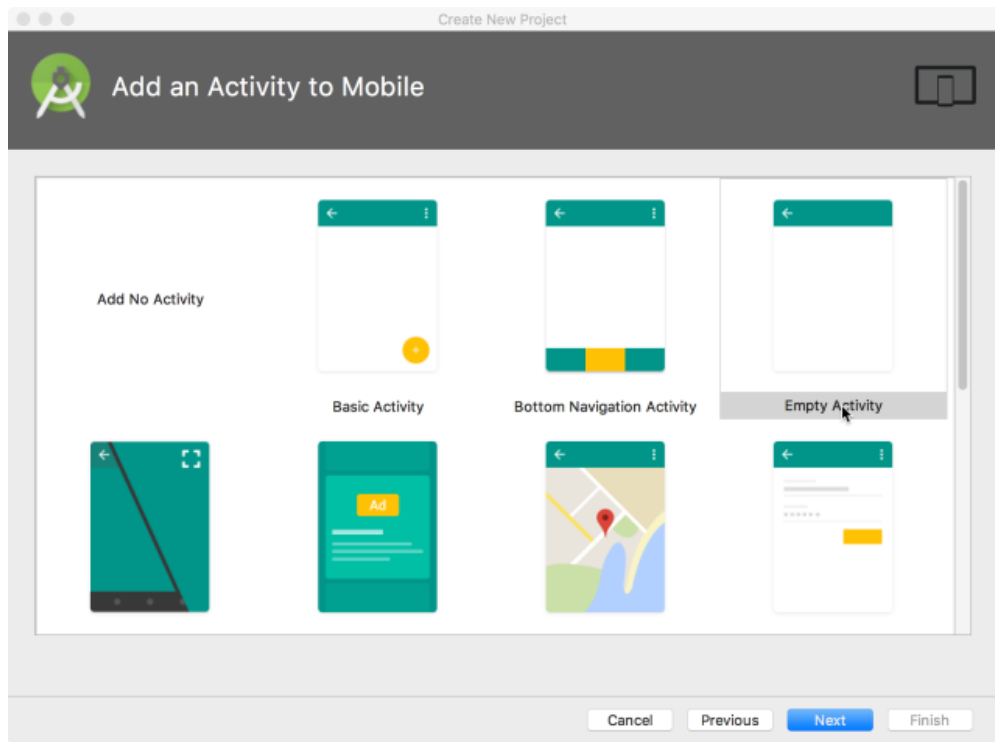 Create New Project
Add an Activity to Mobile
Add No Activity
Basic Activity
Bottom Navigation Activity
Empty Activity
Ad
Cancel
Previous
Next
Finish